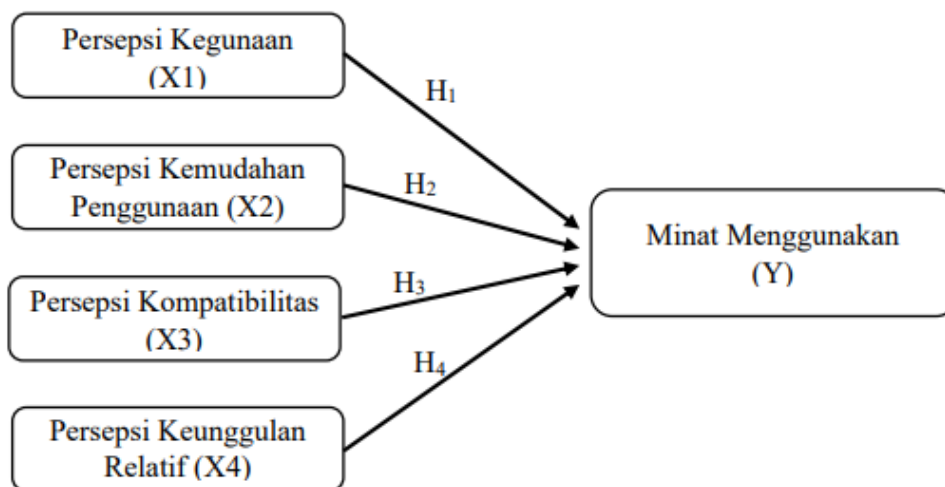 Persepsi Kegunaan
(X1)
H1
Persepsi Kemudahan
Penggunaan (X2)
H2
Minat Menggunakan
(Y)
Persepsi Kompatibilitas
(X3)
H3
H4
Persepsi Keunggulan
Relatif (X4)